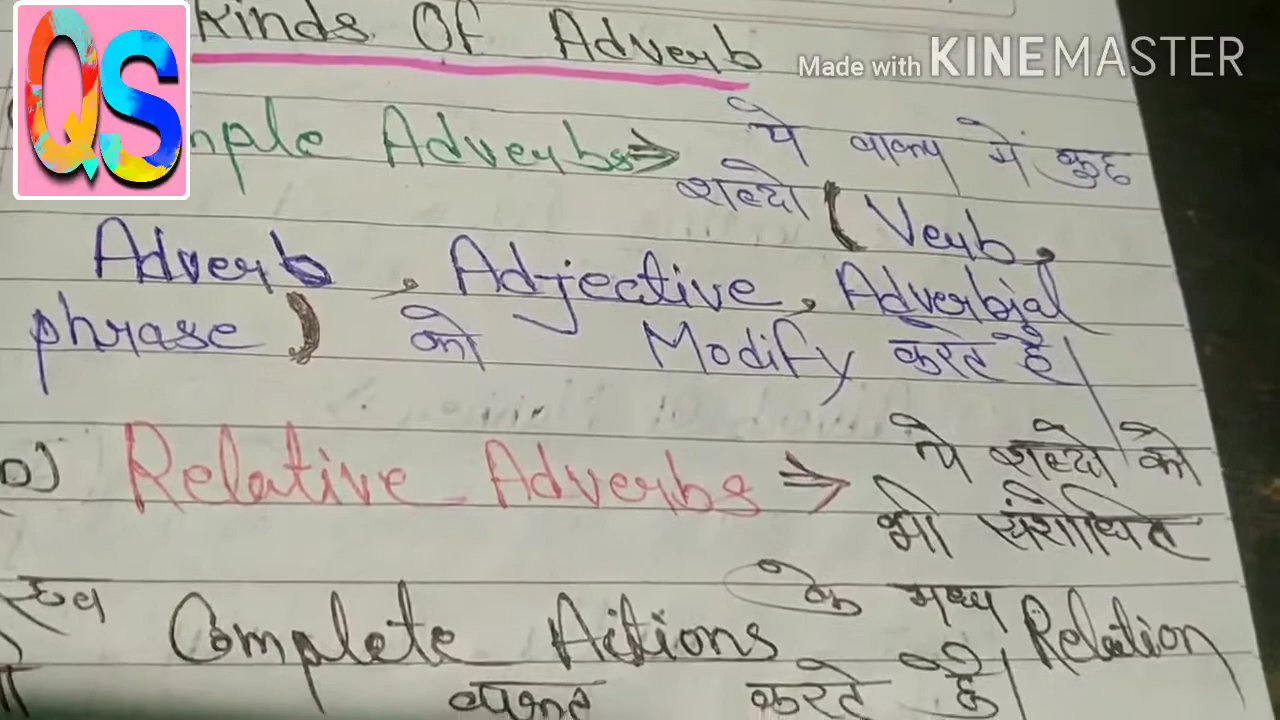 QS
Kinds Of Adverb
Made with KINEMASTER
mple Adverbs⇒ ये वाक्य में कुछ
शब्दो (Verb,
Adverb, Adjective, Adverbial
phrase) को Modify करते है।
b) Relative Adverbs ⇒ ये शब्दो को
भी संशोधित
एवं Complete Actions के मध्य Relation
व्यक्त करते है।